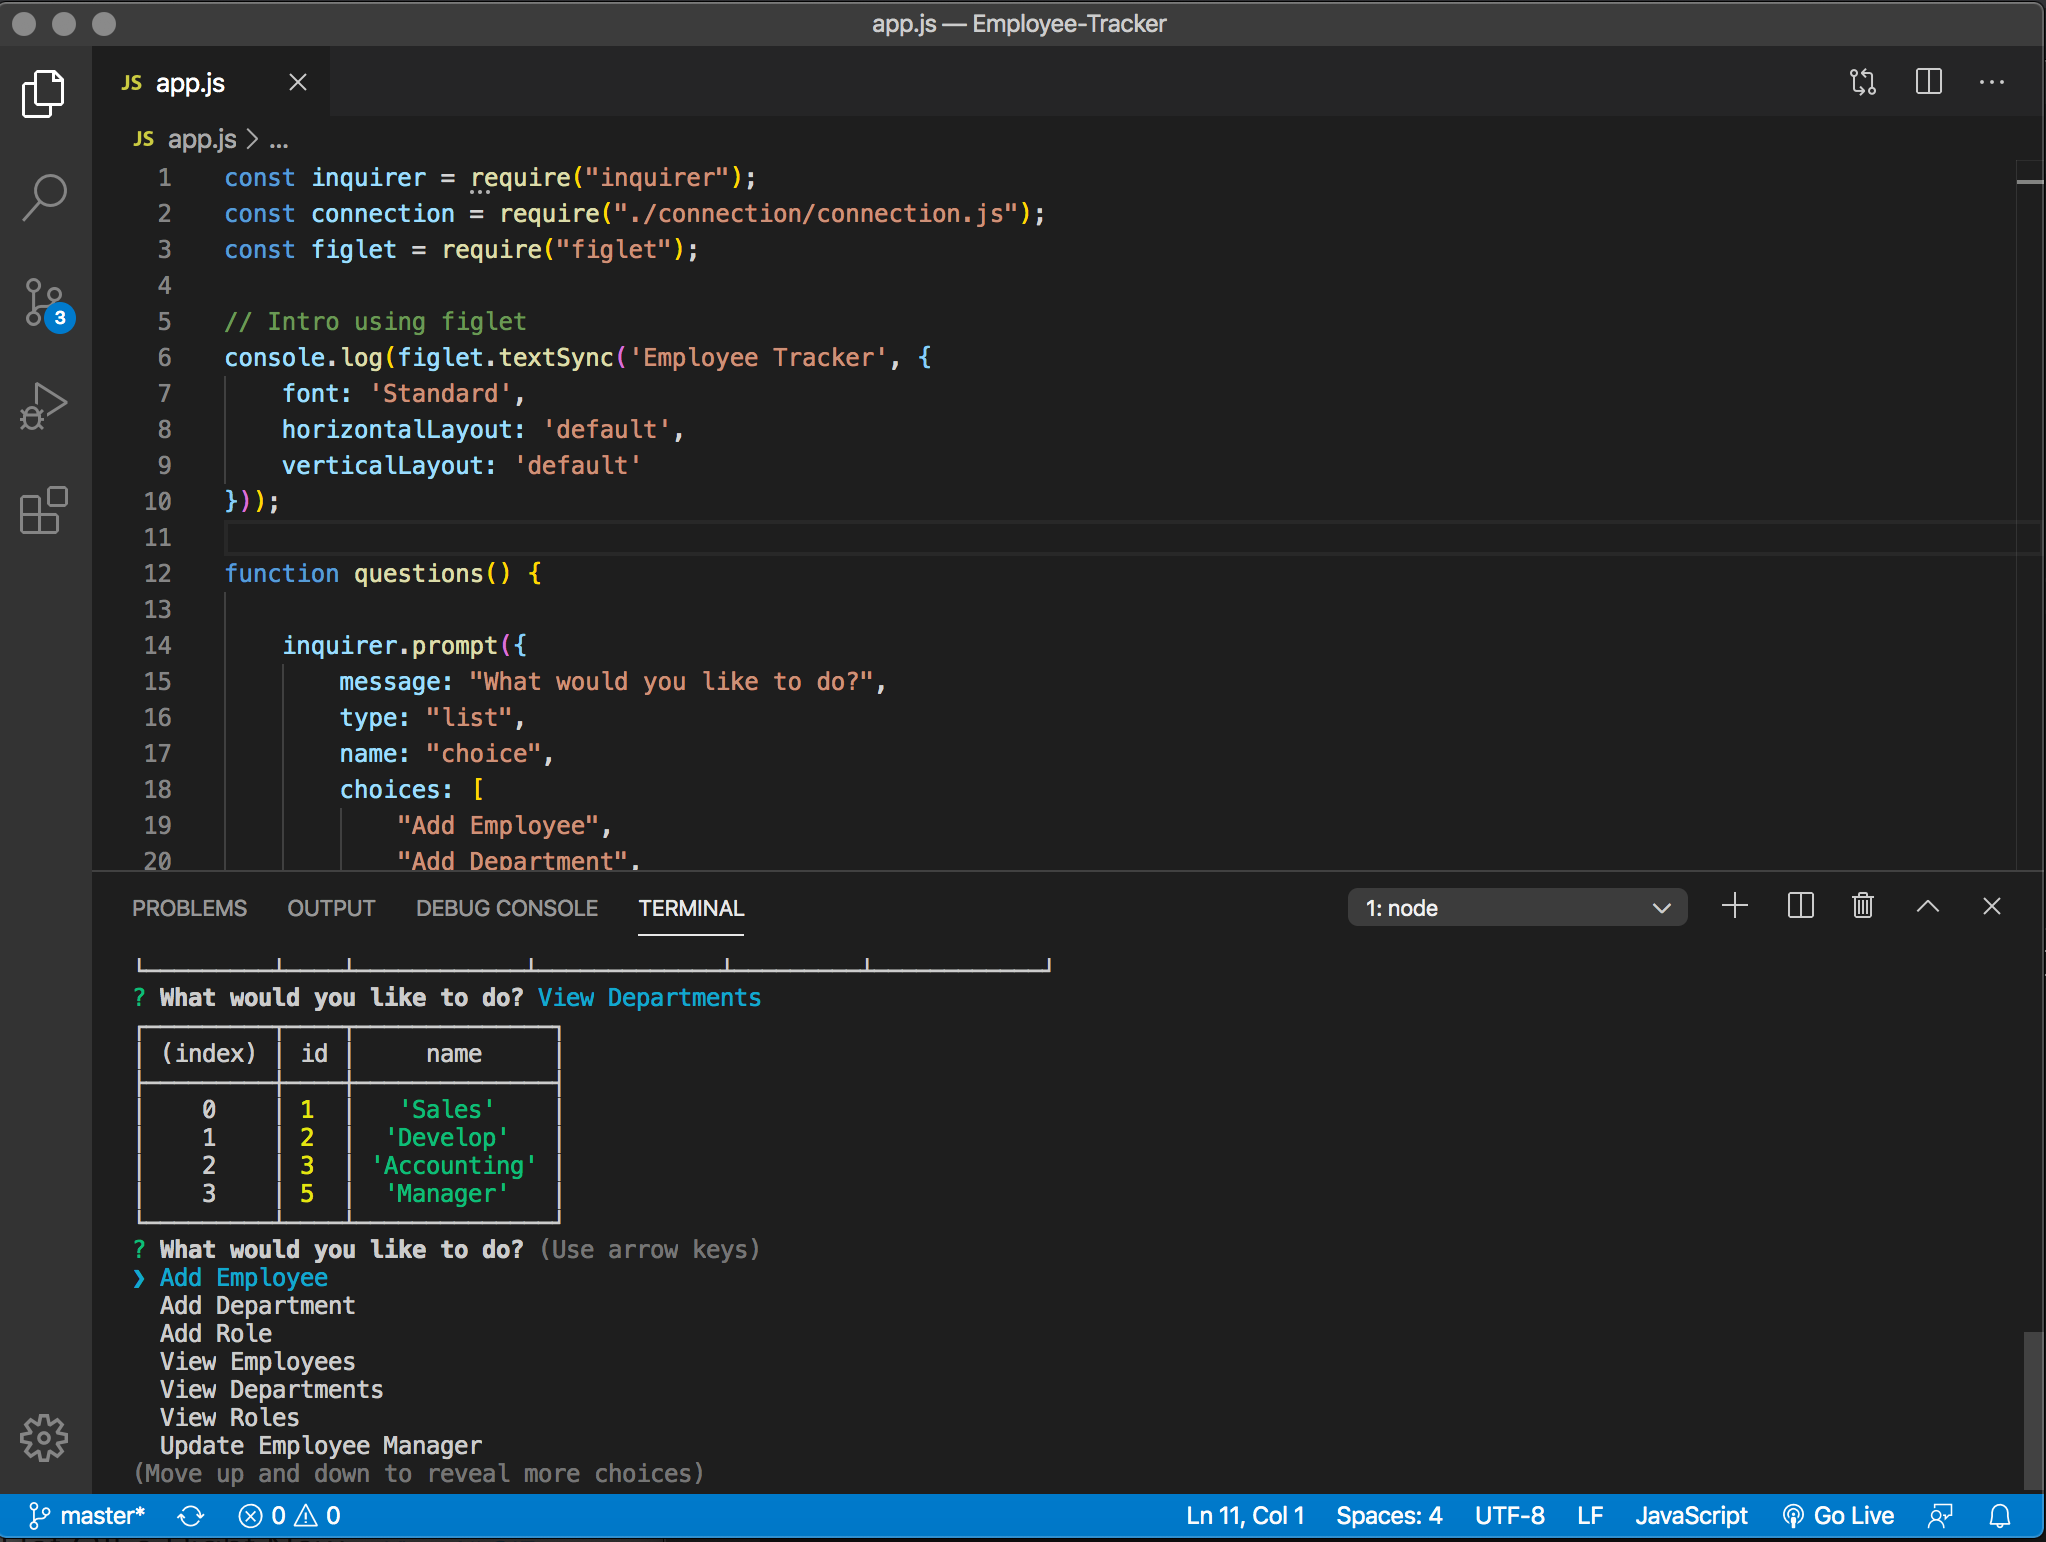 app.js — Employee-Tracker
JS app.js
JS app.js > ...
1 const inquirer = require("inquirer");
2 const connection = require("./connection/connection.js");
3 const figlet = require("figlet");
4
5 // Intro using figlet
6 console.log(figlet.textSync('Employee Tracker', {
7 font: 'Standard',
8 horizontalLayout: 'default',
9 verticalLayout: 'default'
10 }));
11
12 function questions() {
13
14 inquirer.prompt({
15 message: "What would you like to do?",
16 type: "list",
17 name: "choice",
18 choices: [
19 "Add Employee",
20 "Add Department",
3
PROBLEMS OUTPUT DEBUG CONSOLE TERMINAL 1: node
? What would you like to do? View Departments
(index) id name
0 1 'Sales'
1 2 'Develop'
2 3 'Accounting'
3 5 'Manager'
? What would you like to do? (Use arrow keys)
❯ Add Employee
Add Department
Add Role
View Employees
View Departments
View Roles
Update Employee Manager
(Move up and down to reveal more choices)
master* 0 0 Ln 11, Col 1 Spaces: 4 UTF-8 LF JavaScript Go Live